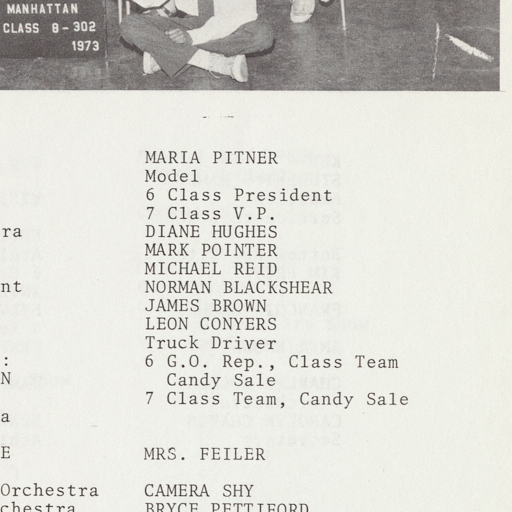 MANHATTAN
CLASS 8-302
1973
MARIA PITNER
Model
6 Class President
7 Class V.P.
ra DIANE HUGHES
MARK POINTER
MICHAEL REID
nt NORMAN BLACKSHEAR
JAMES BROWN
LEON CONYERS
Truck Driver
: 6 G.O. Rep., Class Team
N Candy Sale
7 Class Team, Candy Sale
a
E MRS. FEILER
Orchestra CAMERA SHY
chestra BRYCE PETTIFORD